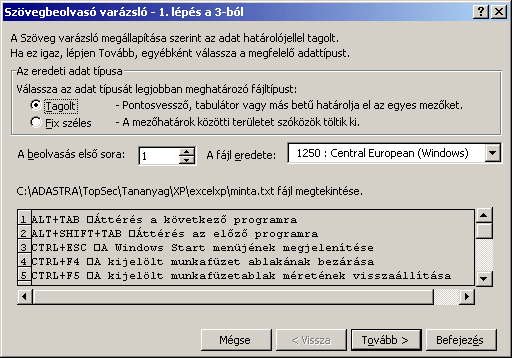 Szövegbeolvasó varázsló - 1. lépés a 3-ból
A Szöveg varázsló megállapítása szerint az adat határolójellel tagolt.
Ha ez igaz, lépjen Tovább, egyébként válassza a megfelelő adattípust.
Az eredeti adat típusa
Válassza az adat típusát legjobban meghatározó fájltípust:
Tagolt - Pontosvessző, tabulátor vagy más betű határolja el az egyes mezőket.
Fix széles - A mezőhatárok közötti területet szóközök töltik ki.
A beolvasás első sora: 1 A fájl eredete: 1250 : Central European (Windows)
C:\ADASTRA\TopSec\Tananyag\XP\excelxp\minta.txt fájl megtekintése.
1 ALT+TAB □Áttérés a következő programra
2 ALT+SHIFT+TAB □Áttérés az előző programra
3 CTRL+ESC □A Windows Start menüjének megjelenítése
4 CTRL+F4 □A kijelölt munkafüzet ablakának bezárása
5 CTRL+F5 □A kijelölt munkafüzetablak méretének visszaállítása
Mégse < Vissza Tovább > Befejezés